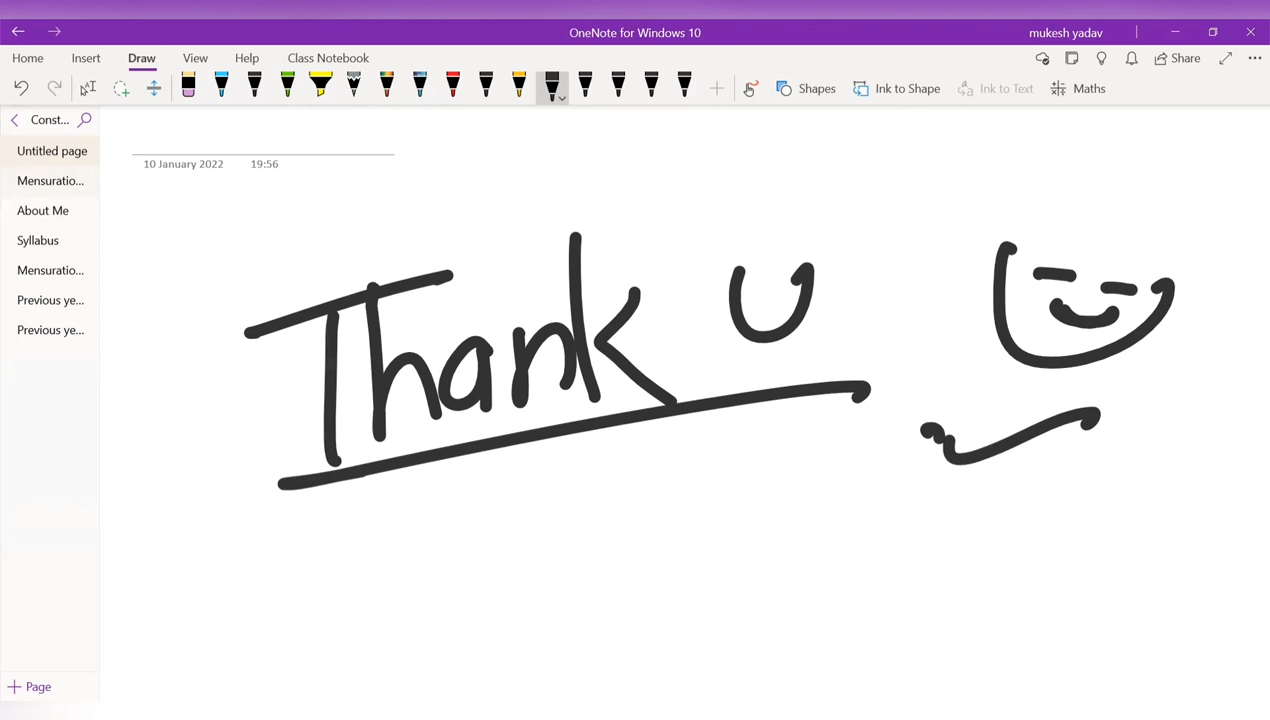 OneNote for Windows 10
mukesh yadav
Home Insert Draw View Help Class Notebook
Share
Shapes Ink to Shape Ink to Text Maths
Const...
Untitled page
Mensuratio...
About Me
Syllabus
Mensuratio...
Previous ye...
Previous ye...
10 January 2022 19:56
Thank U
Page